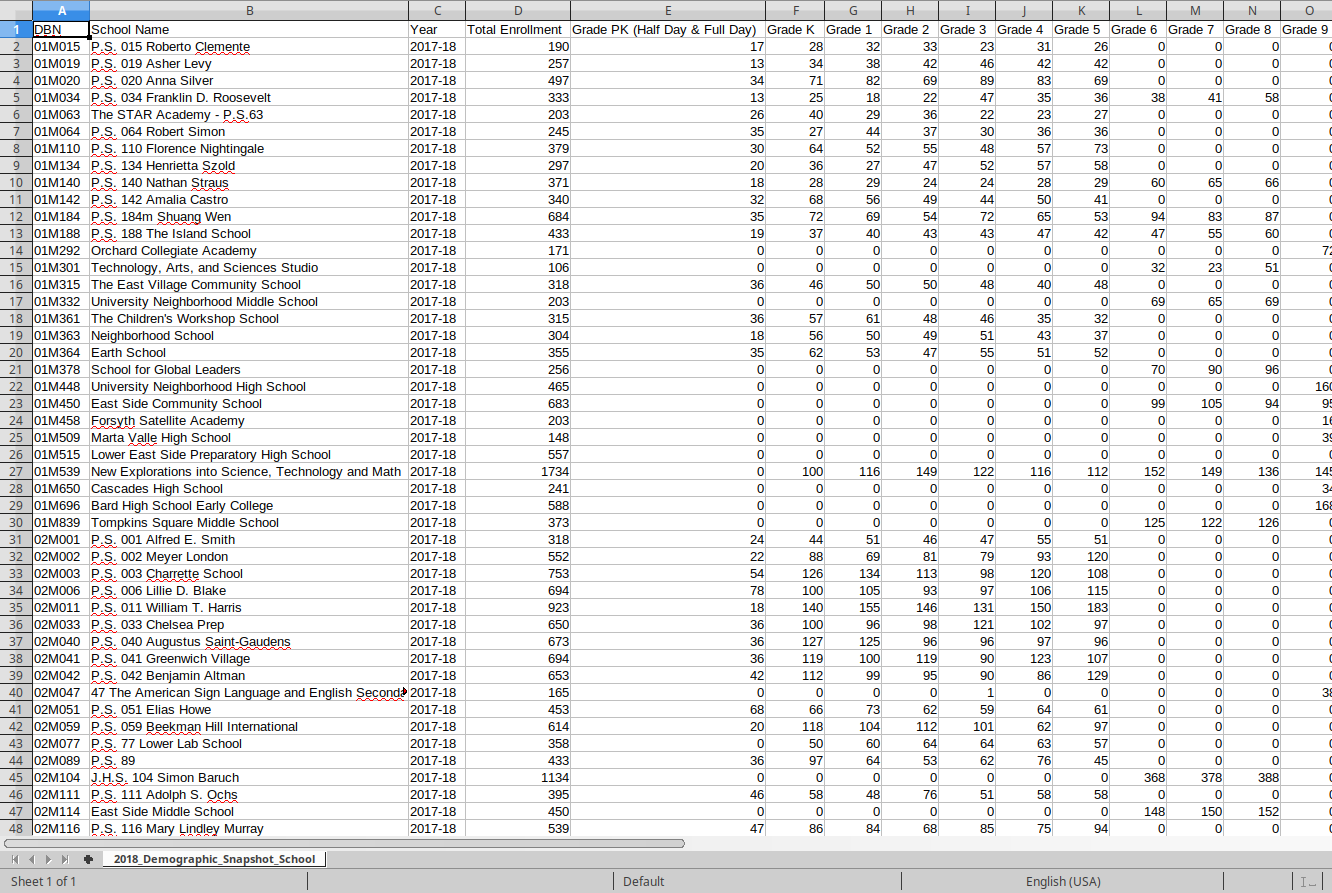 A B C D E F G H I J K L M N O
1 DBN School Name Year Total Enrollment Grade PK (Half Day & Full Day) Grade K Grade 1 Grade 2 Grade 3 Grade 4 Grade 5 Grade 6 Grade 7 Grade 8 Grade 9
2 01M015 P.S. 015 Roberto Clemente 2017-18 190 17 28 32 33 23 31 26 0 0 0
3 01M019 P.S. 019 Asher Levy 2017-18 257 13 34 38 42 46 42 42 0 0 0
4 01M020 P.S. 020 Anna Silver 2017-18 497 34 71 82 69 89 83 69 0 0 0
5 01M034 P.S. 034 Franklin D. Roosevelt 2017-18 333 13 25 18 22 47 35 36 38 41 58
6 01M063 The STAR Academy - P.S.63 2017-18 203 26 40 29 36 22 23 27 0 0 0
7 01M064 P.S. 064 Robert Simon 2017-18 245 35 27 44 37 30 36 36 0 0 0
8 01M110 P.S. 110 Florence Nightingale 2017-18 379 30 64 52 55 48 57 73 0 0 0
9 01M134 P.S. 134 Henrietta Szold 2017-18 297 20 36 27 47 52 57 58 0 0 0
10 01M140 P.S. 140 Nathan Straus 2017-18 371 18 28 29 24 24 28 29 60 65 66
11 01M142 P.S. 142 Amalia Castro 2017-18 340 32 68 56 49 44 50 41 0 0 0
12 01M184 P.S. 184m Shuang Wen 2017-18 684 35 72 69 54 72 65 53 94 83 87
13 01M188 P.S. 188 The Island School 2017-18 433 19 37 40 43 43 47 42 47 55 60
14 01M292 Orchard Collegiate Academy 2017-18 171 0 0 0 0 0 0 0 0 0 0 72
15 01M301 Technology, Arts, and Sciences Studio 2017-18 106 0 0 0 0 0 0 0 32 23 51
16 01M315 The East Village Community School 2017-18 318 36 46 50 50 48 40 48 0 0 0
17 01M332 University Neighborhood Middle School 2017-18 203 0 0 0 0 0 0 0 69 65 69
18 01M361 The Children's Workshop School 2017-18 315 36 57 61 48 46 35 32 0 0 0
19 01M363 Neighborhood School 2017-18 304 18 56 50 49 51 43 37 0 0 0
20 01M364 Earth School 2017-18 355 35 62 53 47 55 51 52 0 0 0
21 01M378 School for Global Leaders 2017-18 256 0 0 0 0 0 0 0 70 90 96
22 01M448 University Neighborhood High School 2017-18 465 0 0 0 0 0 0 0 0 0 0 160
23 01M450 East Side Community School 2017-18 683 0 0 0 0 0 0 0 99 105 94 95
24 01M458 Forsyth Satellite Academy 2017-18 203 0 0 0 0 0 0 0 0 0 0 16
25 01M509 Marta Valle High School 2017-18 148 0 0 0 0 0 0 0 0 0 0 39
26 01M515 Lower East Side Preparatory High School 2017-18 557 0 0 0 0 0 0 0 0 0 0
27 01M539 New Explorations into Science, Technology and Math 2017-18 1734 0 100 116 149 122 116 112 152 149 136 145
28 01M650 Cascades High School 2017-18 241 0 0 0 0 0 0 0 0 0 0 34
29 01M696 Bard High School Early College 2017-18 588 0 0 0 0 0 0 0 0 0 0 168
30 01M839 Tompkins Square Middle School 2017-18 373 0 0 0 0 0 0 0 125 122 126
31 02M001 P.S. 001 Alfred E. Smith 2017-18 318 24 44 51 46 47 55 51 0 0 0
32 02M002 P.S. 002 Meyer London 2017-18 552 22 88 69 81 79 93 120 0 0 0
33 02M003 P.S. 003 Charrette School 2017-18 753 54 126 134 113 98 120 108 0 0 0
34 02M006 P.S. 006 Lillie D. Blake 2017-18 694 78 100 105 93 97 106 115 0 0 0
35 02M011 P.S. 011 William T. Harris 2017-18 923 18 140 155 146 131 150 183 0 0 0
36 02M033 P.S. 033 Chelsea Prep 2017-18 650 36 100 96 98 121 102 97 0 0 0
37 02M040 P.S. 040 Augustus Saint-Gaudens 2017-18 673 36 127 125 96 96 97 96 0 0 0
38 02M041 P.S. 041 Greenwich Village 2017-18 694 36 119 100 119 90 123 107 0 0 0
39 02M042 P.S. 042 Benjamin Altman 2017-18 653 42 112 99 95 90 86 129 0 0 0
40 02M047 47 The American Sign Language and English Seconda 2017-18 165 0 0 0 0 1 0 0 0 0 0 38
41 02M051 P.S. 051 Elias Howe 2017-18 453 68 66 73 62 59 64 61 0 0 0
42 02M059 P.S. 059 Beekman Hill International 2017-18 614 20 118 104 112 101 62 97 0 0 0
43 02M077 P.S. 77 Lower Lab School 2017-18 358 0 50 60 64 64 63 57 0 0 0
44 02M089 P.S. 89 2017-18 433 36 97 64 53 62 76 45 0 0 0
45 02M104 J.H.S. 104 Simon Baruch 2017-18 1134 0 0 0 0 0 0 0 368 378 388
46 02M111 P.S. 111 Adolph S. Ochs 2017-18 395 46 58 48 76 51 58 58 0 0 0
47 02M114 East Side Middle School 2017-18 450 0 0 0 0 0 0 0 148 150 152
48 02M116 P.S. 116 Mary Lindley Murray 2017-18 539 47 86 84 68 85 75 94 0 0 0
2018_Demographic_Snapshot_School
Sheet 1 of 1 Default English (USA)